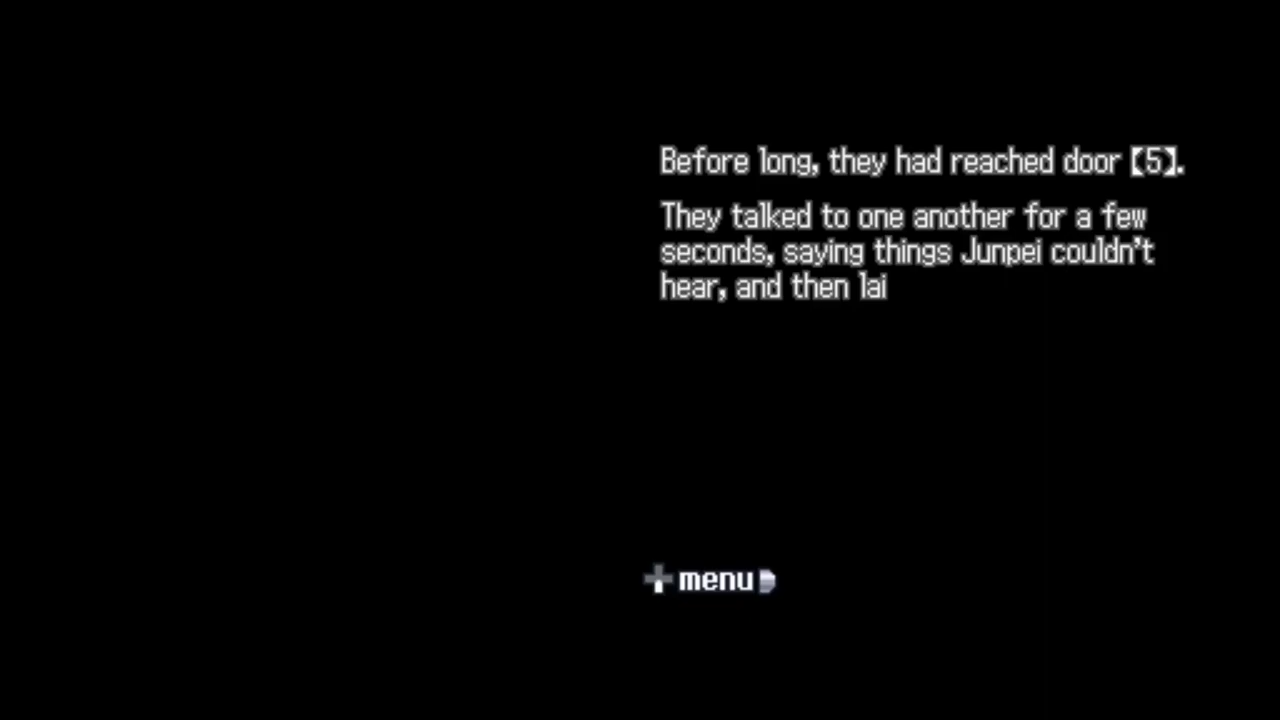 Before long, they had reached door 【5】.
They talked to one another for a few
seconds, saying things Junpei couldn't
hear, and then lai
menu